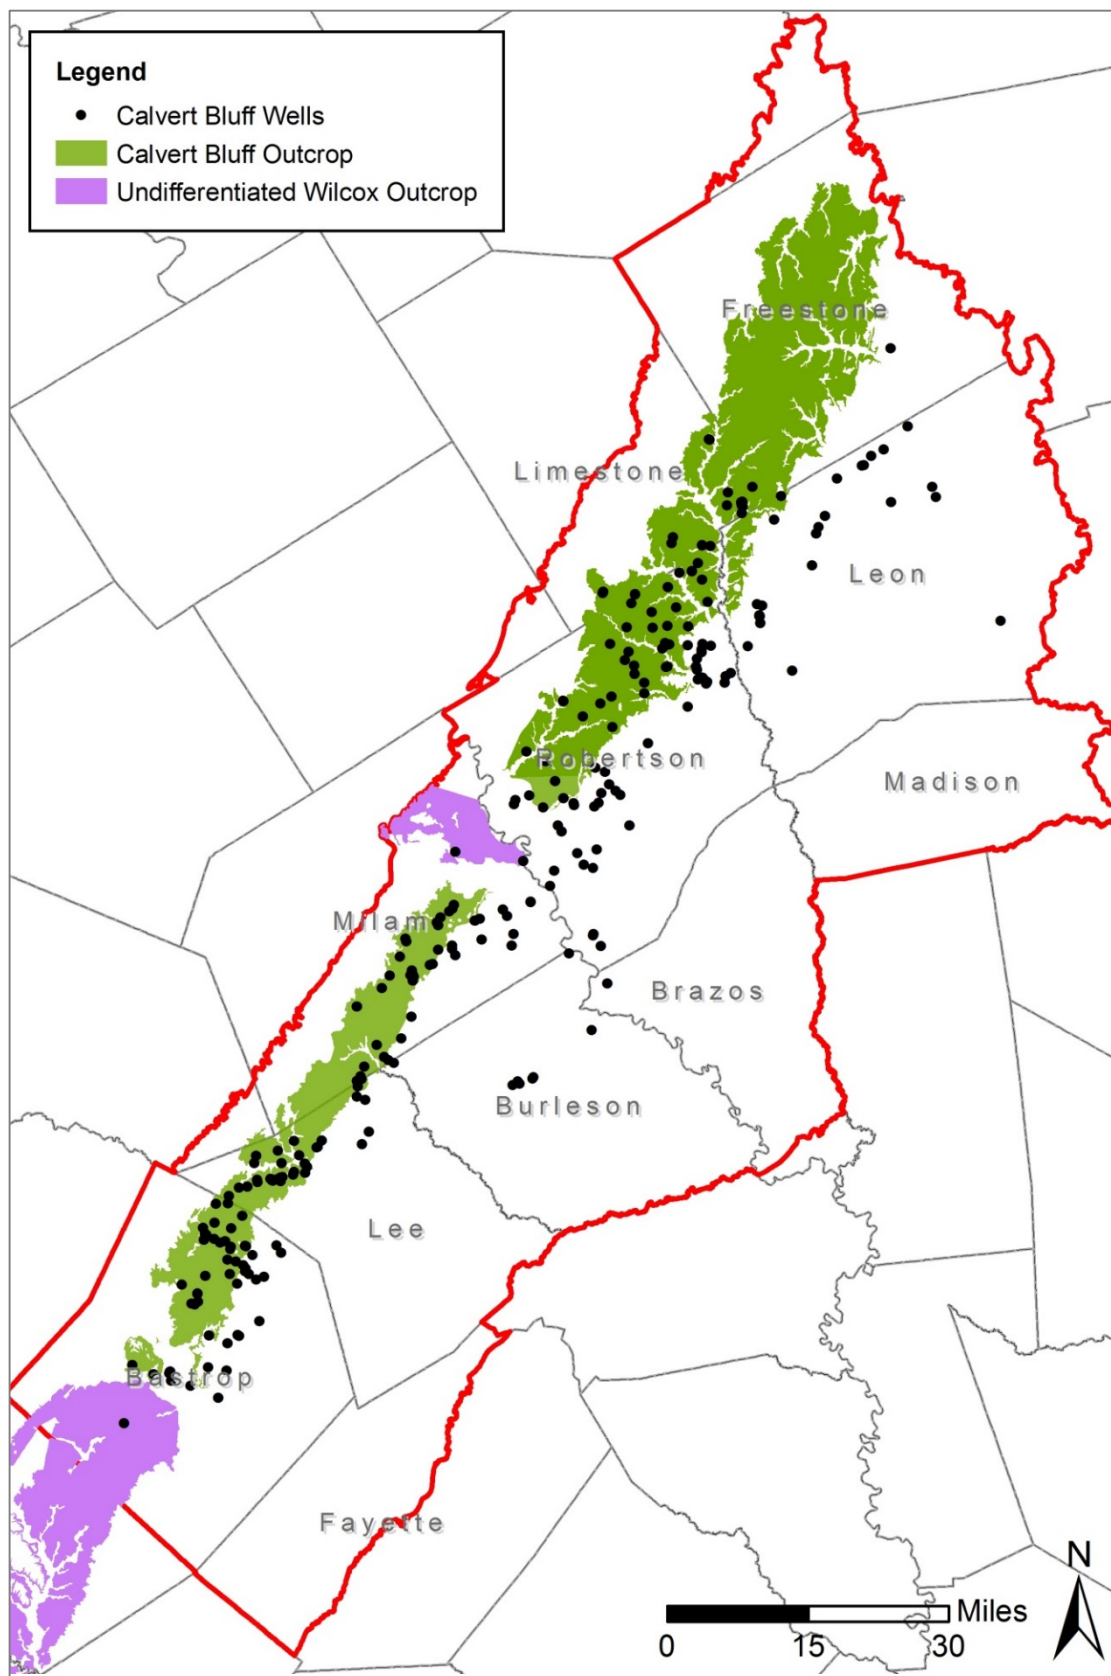 Legend
Calvert Bluff Wells
Calvert Bluff Outcrop
Undifferentiated Wilcox Outcrop
Freestone
Limestone
Leon
Robertson
Madison
Milam
Brazos
Burleson
Lee
Bastrop
Fayette
N
Miles
0 15 30